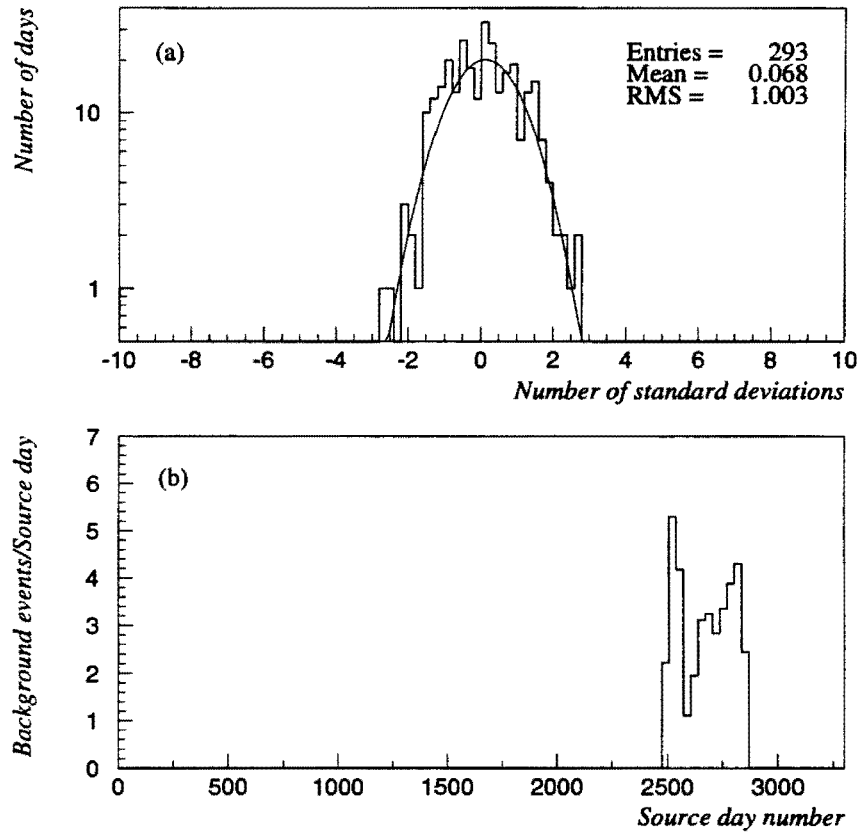 Number of days
(a)
Entries = 293
Mean = 0.068
RMS = 1.003
10
1
-10 -8 -6 -4 -2 0 2 4 6 8 10
Number of standard deviations
Background events/Source day
(b)
7
6
5
4
3
2
1
0
0 500 1000 1500 2000 2500 3000
Source day number